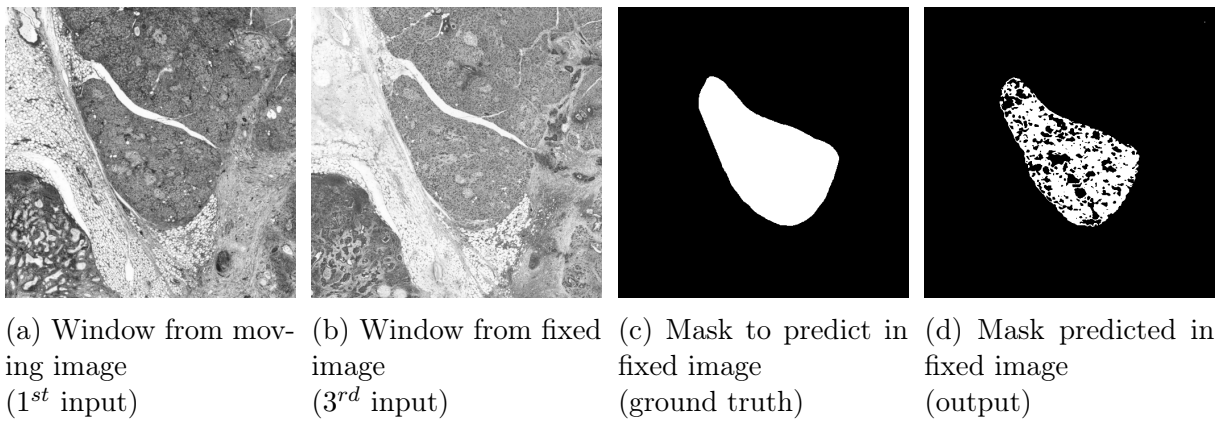 (a) Window from mov-
ing image
(1st input)
(b) Window from fixed
image
(3rd input)
(c) Mask to predict in
fixed image
(ground truth)
(d) Mask predicted in
fixed image
(output)